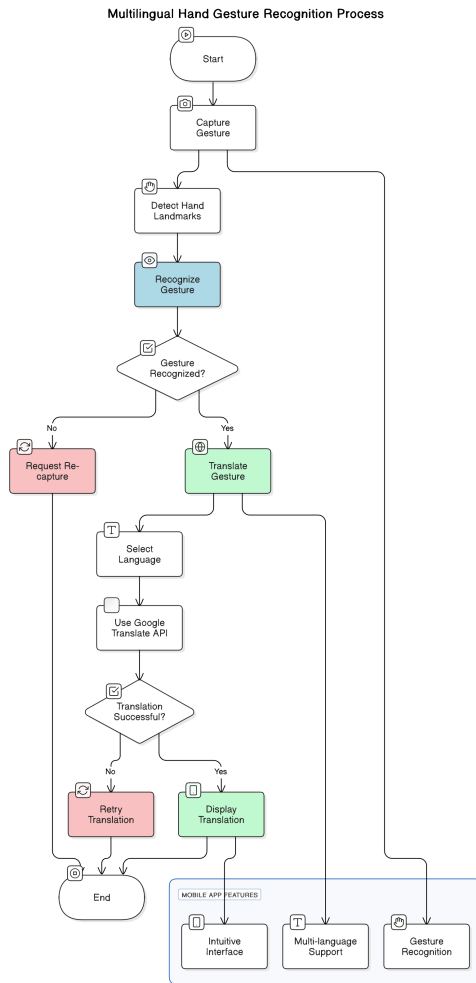 Multilingual Hand Gesture Recognition Process
Start
Capture
Gesture
Detect Hand
Landmarks
Recognize
Gesture
Gesture
Recognized?
No
Yes
Request Re-
capture
Translate
Gesture
Select
Language
Use Google
Translate API
Translation
Successful?
No
Yes
Retry
Translation
Display
Translation
End
MOBILE APP FEATURES
Intuitive
Interface
Multi-language
Support
Gesture
Recognition